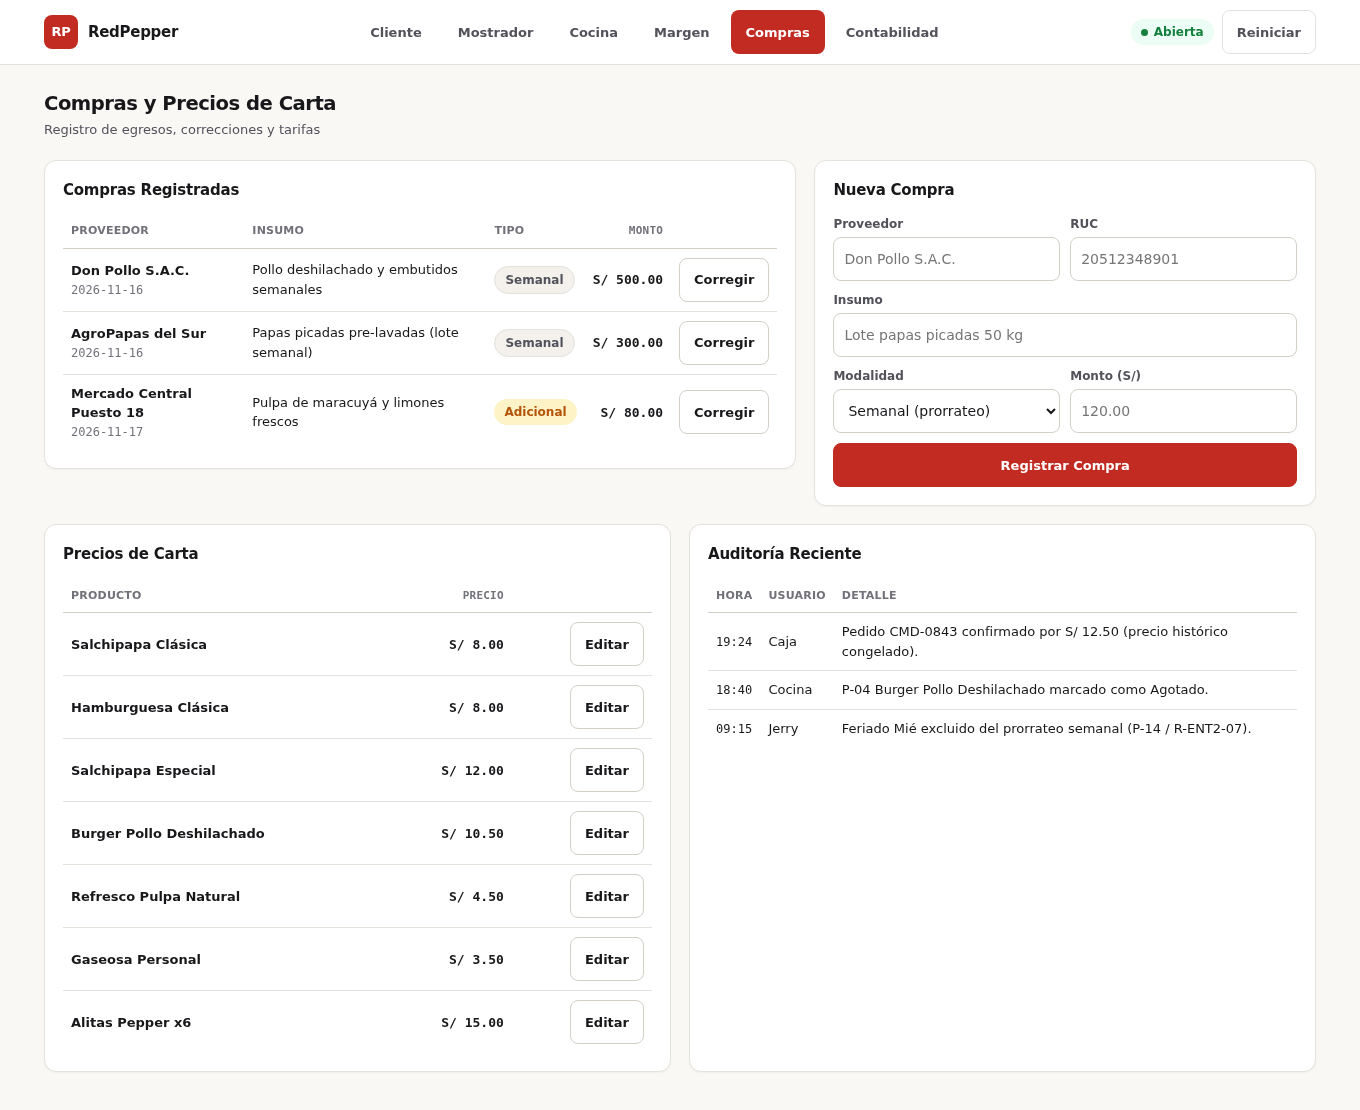 RP RedPepper Cliente Mostrador Cocina Margen Compras Contabilidad Abierta Reiniciar
Compras y Precios de Carta
Registro de egresos, correcciones y tarifas
Compras Registradas
PROVEEDOR INSUMO TIPO MONTO
Don Pollo S.A.C.
2026-11-16
Pollo deshilachado y embutidos
semanales
Semanal S/ 500.00 Corregir
AgroPapas del Sur
2026-11-16
Papas picadas pre-lavadas (lote
semanal)
Semanal S/ 300.00 Corregir
Mercado Central
Puesto 18
2026-11-17
Pulpa de maracuyá y limones
frescos
Adicional S/ 80.00 Corregir
Nueva Compra
Proveedor RUC
Don Pollo S.A.C. 20512348901
Insumo
Lote papas picadas 50 kg
Modalidad Monto (S/)
Semanal (prorrateo) 120.00
Registrar Compra
Precios de Carta
PRODUCTO PRECIO
Salchipapa Clásica S/ 8.00 Editar
Hamburguesa Clásica S/ 8.00 Editar
Salchipapa Especial S/ 12.00 Editar
Burger Pollo Deshilachado S/ 10.50 Editar
Refresco Pulpa Natural S/ 4.50 Editar
Gaseosa Personal S/ 3.50 Editar
Alitas Pepper x6 S/ 15.00 Editar
Auditoría Reciente
HORA USUARIO DETALLE
19:24 Caja Pedido CMD-0843 confirmado por S/ 12.50 (precio histórico
congelado).
18:40 Cocina P-04 Burger Pollo Deshilachado marcado como Agotado.
09:15 Jerry Feriado Mié excluido del prorrateo semanal (P-14 / R-ENT2-07).